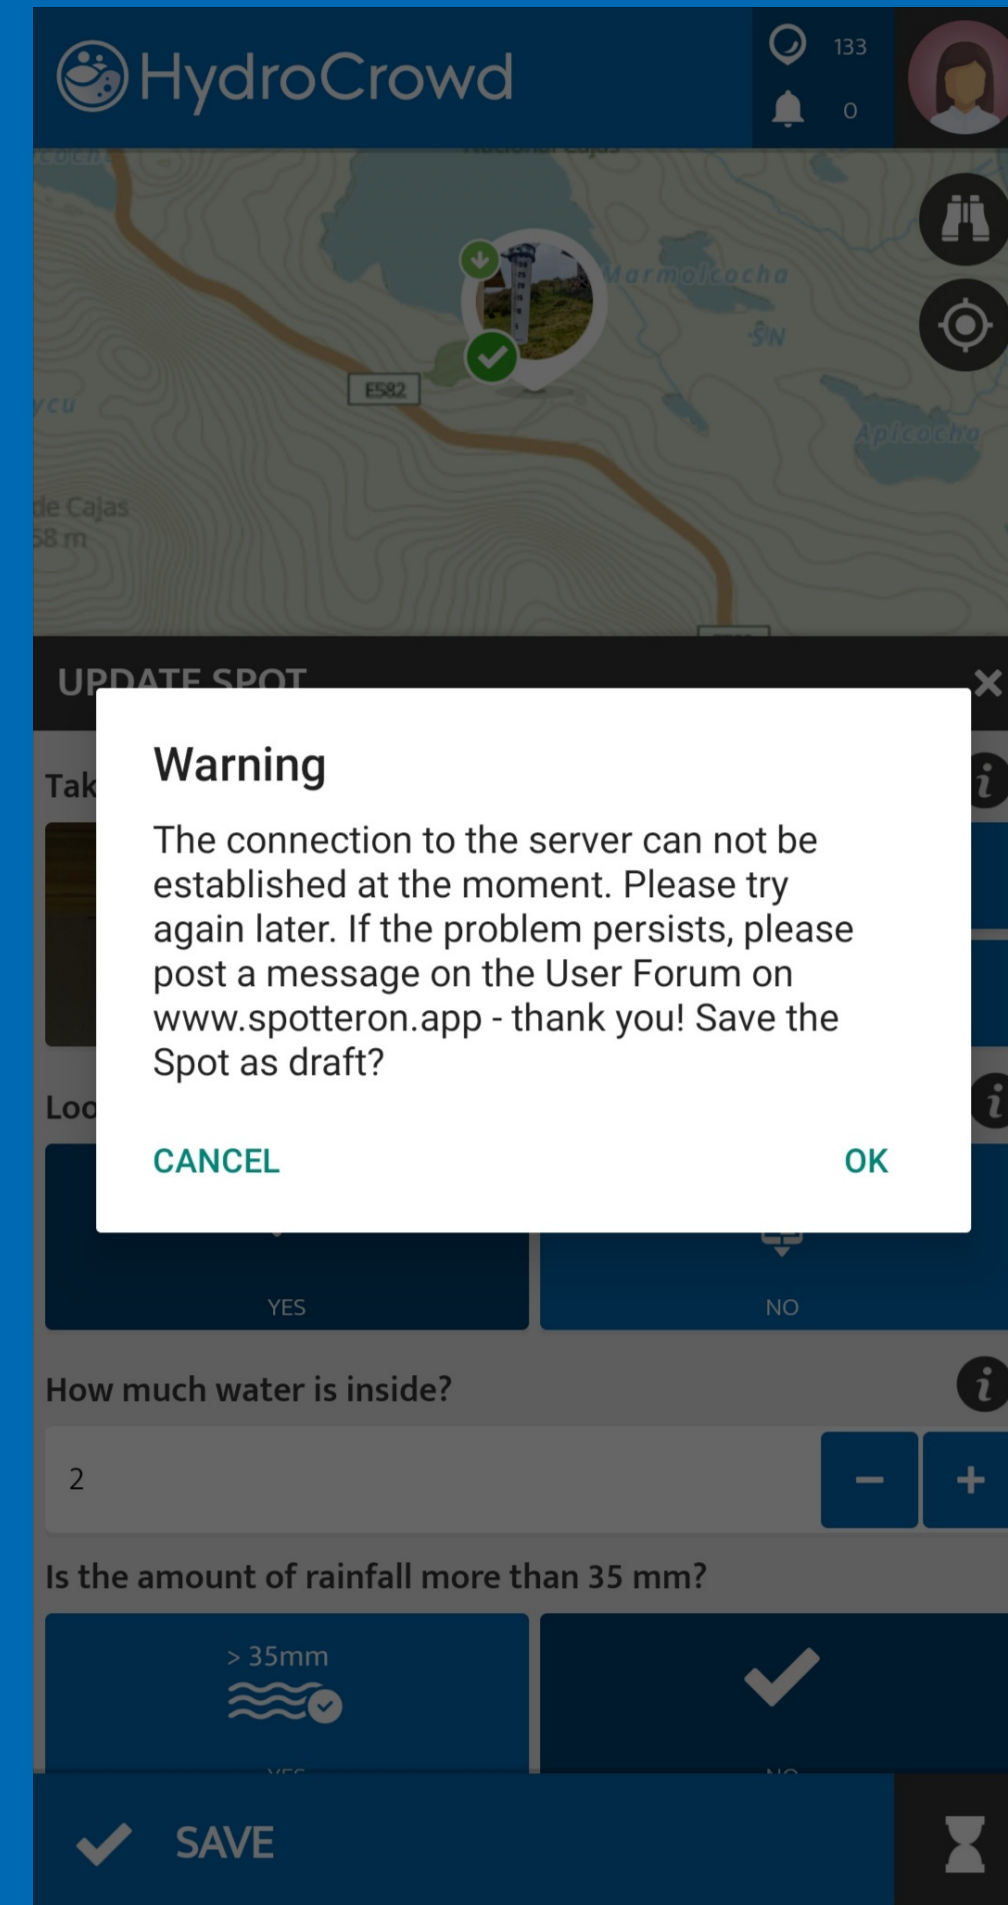 HydroCrowd
133
0
Marmolcocha
SN
E582
Apicocha
de Cajas
58 m
UPDATE SPOT
Warning
The connection to the server can not be
established at the moment. Please try
again later. If the problem persists, please
post a message on the User Forum on
www.spotteron.app - thank you! Save the
Spot as draft?
CANCEL
OK
YES
NO
How much water is inside?
2
Is the amount of rainfall more than 35 mm?
> 35mm
SAVE